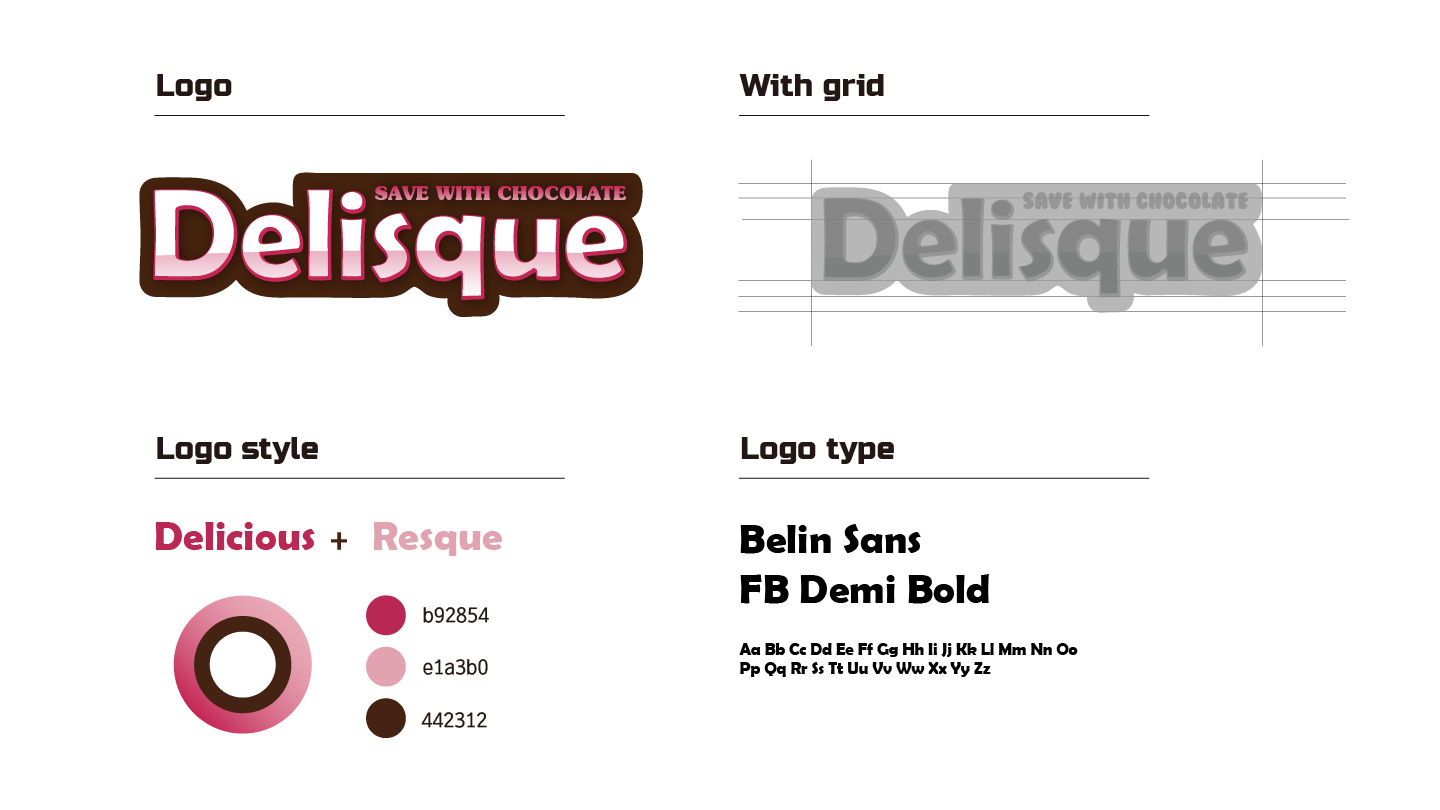 Logo
SAVE WITH CHOCOLATE
Delisque
With grid
SAVE WITH CHOCOLATE
Delisque
Logo style
Delicious + Resque
b92854
e1a3b0
442312
Logo type
Belin Sans
FB Demi Bold
Aa Bb Cc Dd Ee Ff Gg Hh Ii Jj Kk Ll Mm Nn Oo
Pp Qq Rr Ss Tt Uu Vv Ww Xx Yy Zz